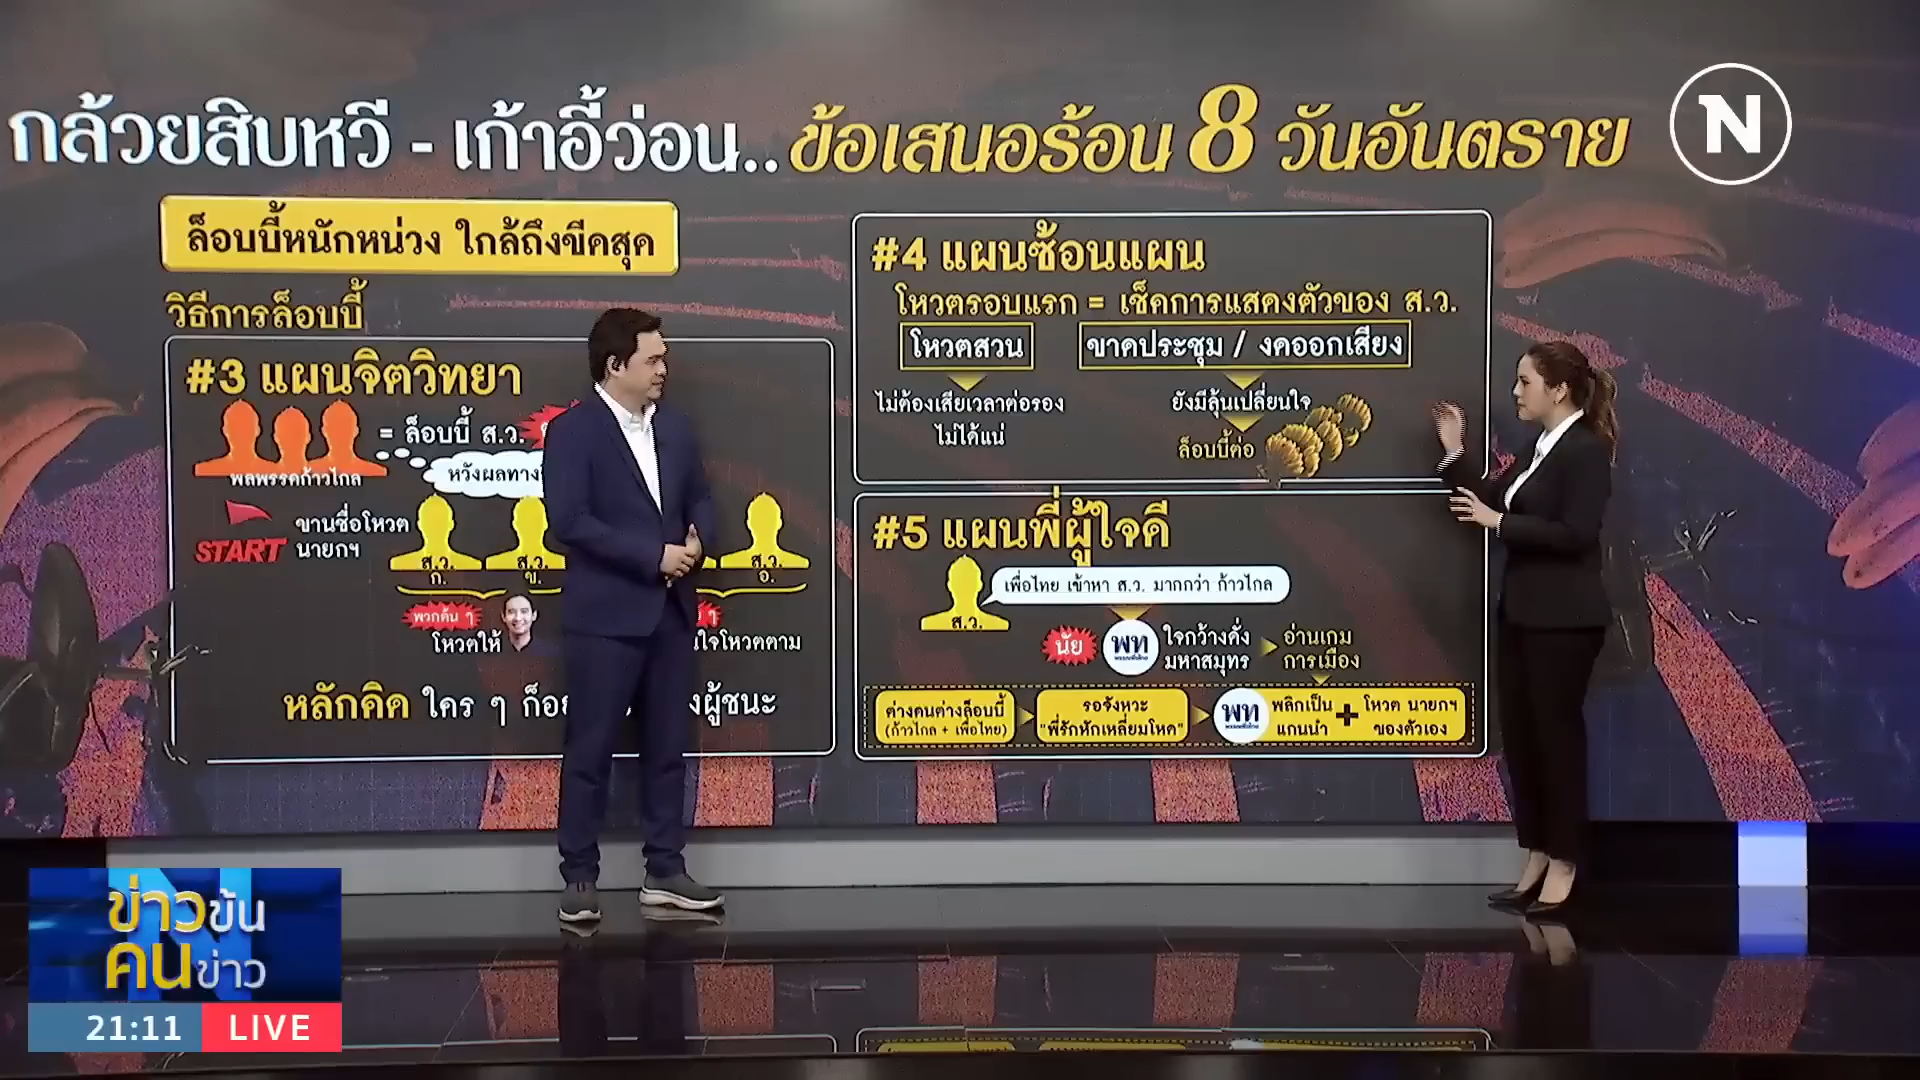 กล้วยสิบหวี - เก้าอี้ว่อน.. ข้อเสนอร้อน 8 วันอันตราย
N
ล็อบบี้หนักหน่วง ใกล้ถึงขีดสุด
วิธีการล็อบบี้
#3 แผนจิตวิทยา
= ล็อบบี้ ส.ว.
พลพรรคก้าวไกล
หวังผลทาง
START
ขานชื่อโหวต
นายกฯ
ส.ว.
ก.
ส.ว.
ข.
ส.ว.
อ.
พวกต้น ๆ
โหวตให้
ๆ
ใจโหวตตาม
หลักคิด ใคร ๆ ก็
ผู้ชนะ
#4 แผนซ้อนแผน
โหวตรอบแรก = เช็คการแสดงตัวของ ส.ว.
โหวตสวน
ขาดประชุม / งดออกเสียง
ไม่ต้องเสียเวลาต่อรอง
ไม่ได้แน่
ยังมีลุ้นเปลี่ยนใจ
ล็อบบี้ต่อ
#5 แผนพี่ผู้ใจดี
ส.ว.
เพื่อไทย เข้าหา ส.ว. มากกว่า ก้าวไกล
นัย
พท
ใจกว้างดั่ง
มหาสมุทร
อ่านเกม
การเมือง
ต่างคนต่างล็อบบี้
(ก้าวไกล + เพื่อไทย)
รอจังหวะ
"พี่รักหักเหลี่ยมโหด"
พท
พลิกเป็น
แกนนำ
+
โหวต นายกฯ
ของตัวเอง
ข่าวข้น
คนข่าว
21:11 LIVE